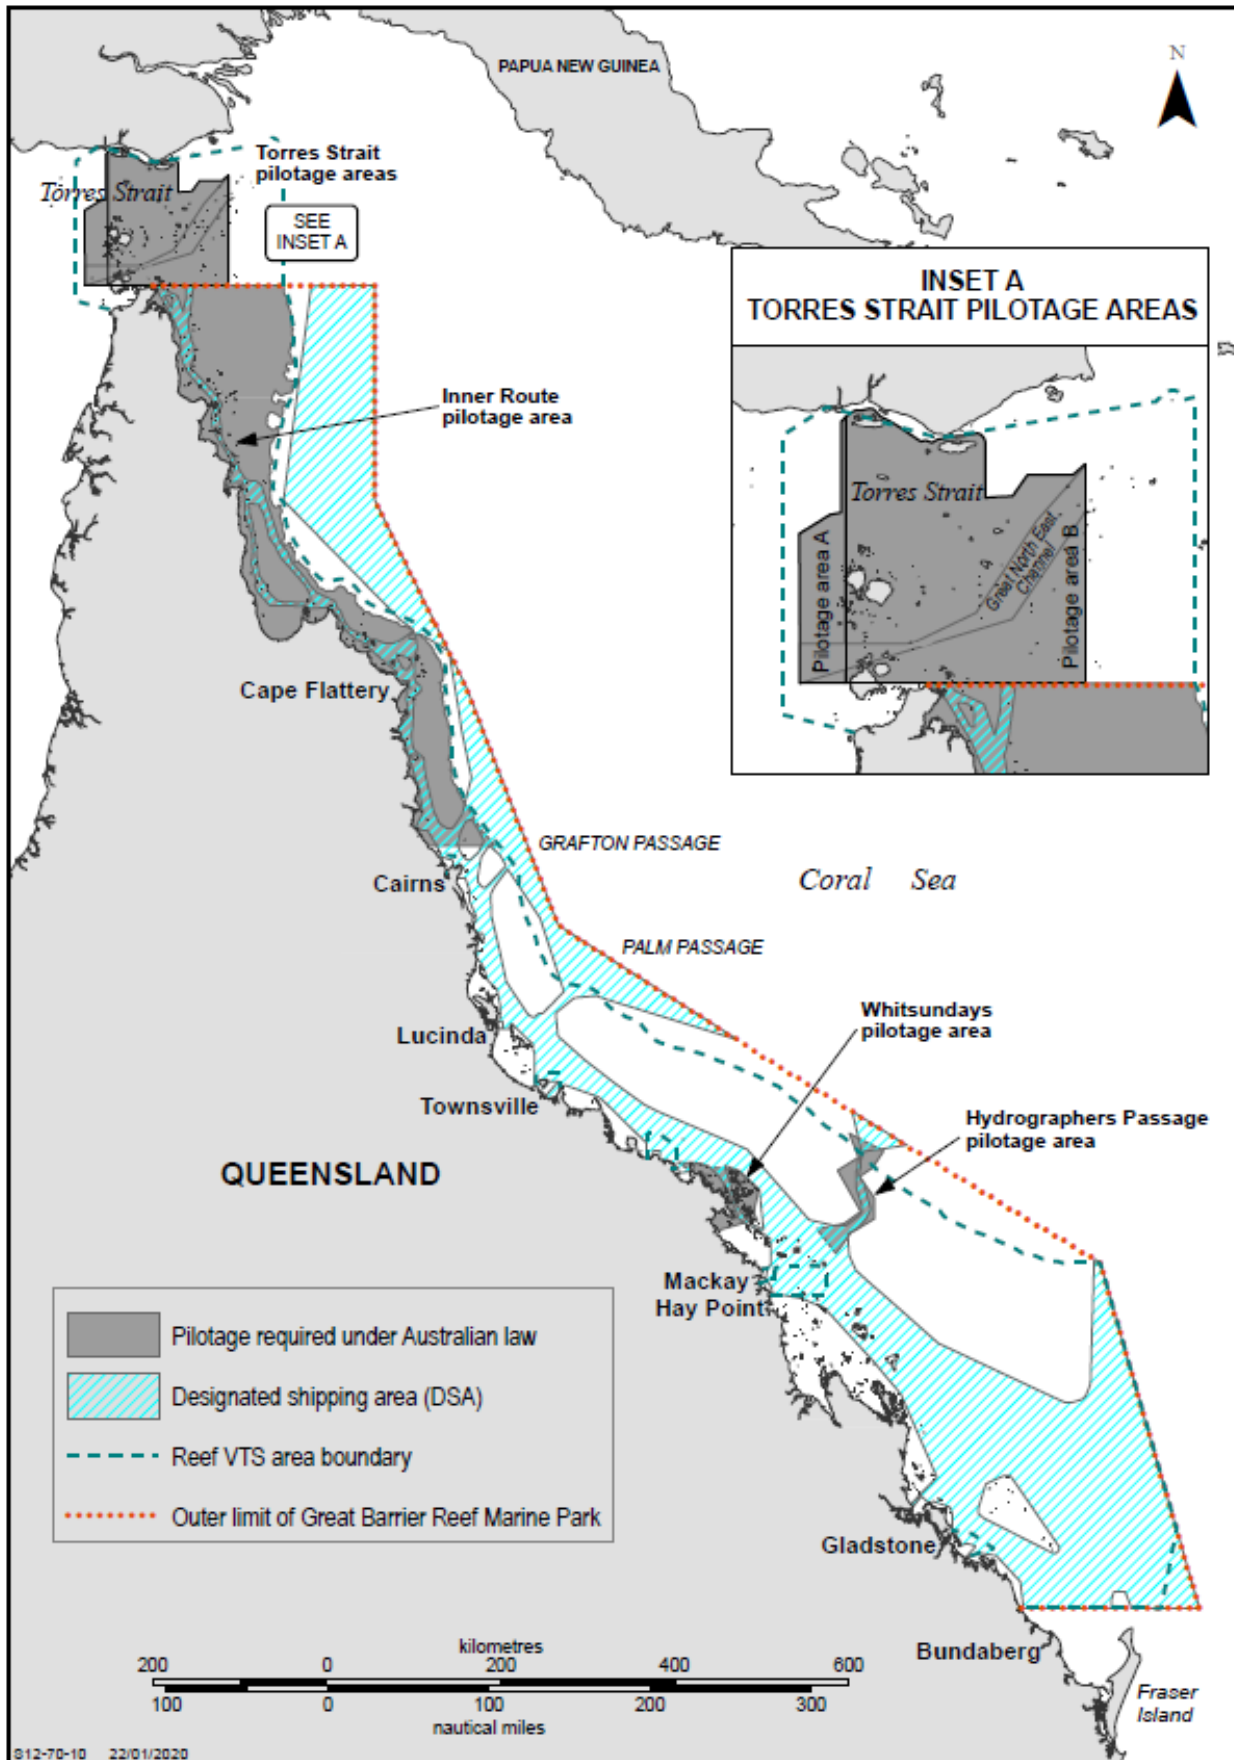 PAPUA NEW GUINEA
N
Torres Strait
pilotage areas
Torres Strait
SEE
INSET A
INSET A
TORRES STRAIT PILOTAGE AREAS
Inner Route
pilotage area
Torres Strait
Great North East
Channel
Pilotage area A
Pilotage area B
Cape Flattery
GRAFTON PASSAGE
Cairns
Coral Sea
PALM PASSAGE
Whitsundays
pilotage area
Lucinda
Townsville
Hydrographers Passage
pilotage area
QUEENSLAND
Mackay
Hay Point
Pilotage required under Australian law
Designated shipping area (DSA)
Reef VTS area boundary
Outer limit of Great Barrier Reef Marine Park
Gladstone
Bundaberg
Fraser
Island
kilometres
200 0 200 400 600
100 0 100 200 300
nautical miles
S12-70-10 22/01/2020